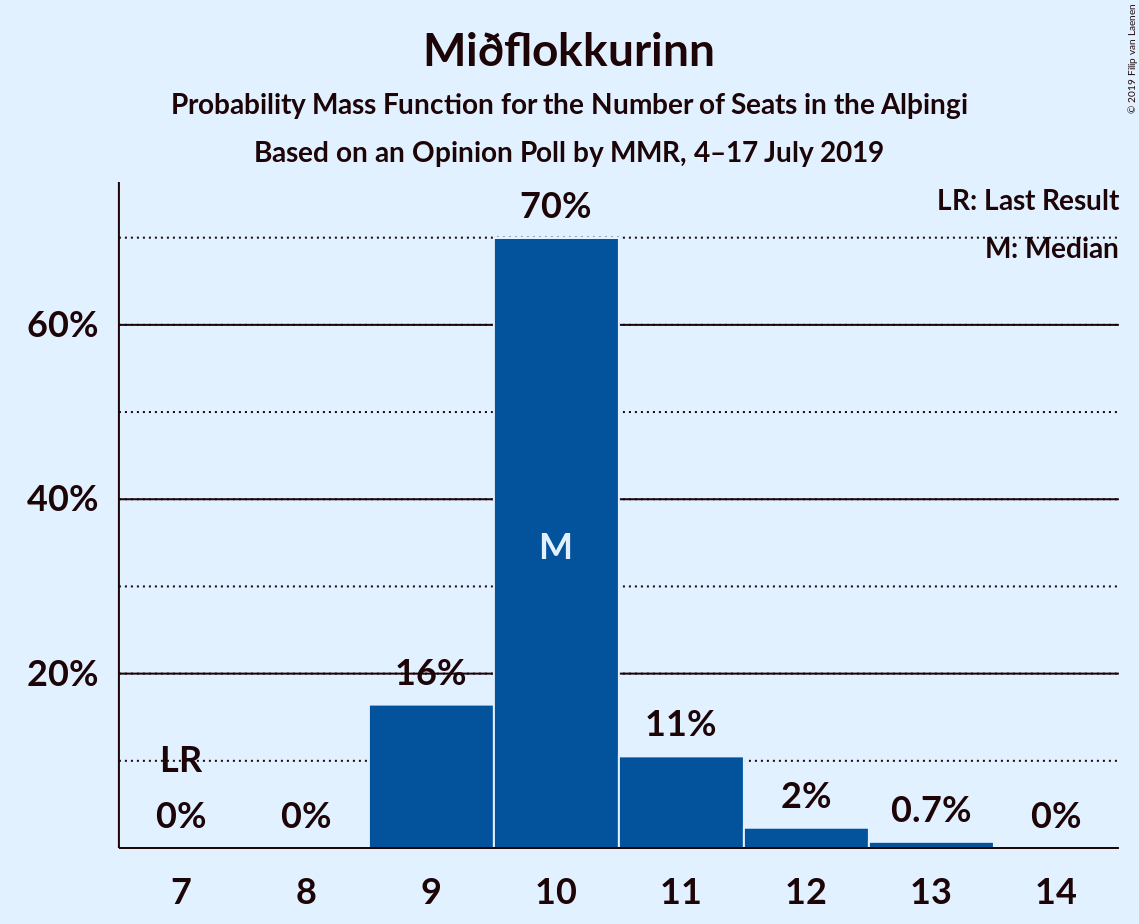 Miðflokkurinn
Probability Mass Function for the Number of Seats in the Alþingi
Based on an Opinion Poll by MMR, 4–17 July 2019
© 2019 Filip van Laenen
LR: Last Result
M: Median
70%
60%
40%
20%
M
16%
11%
LR
0%
0%
2%
0.7%
0%
7 8 9 10 11 12 13 14